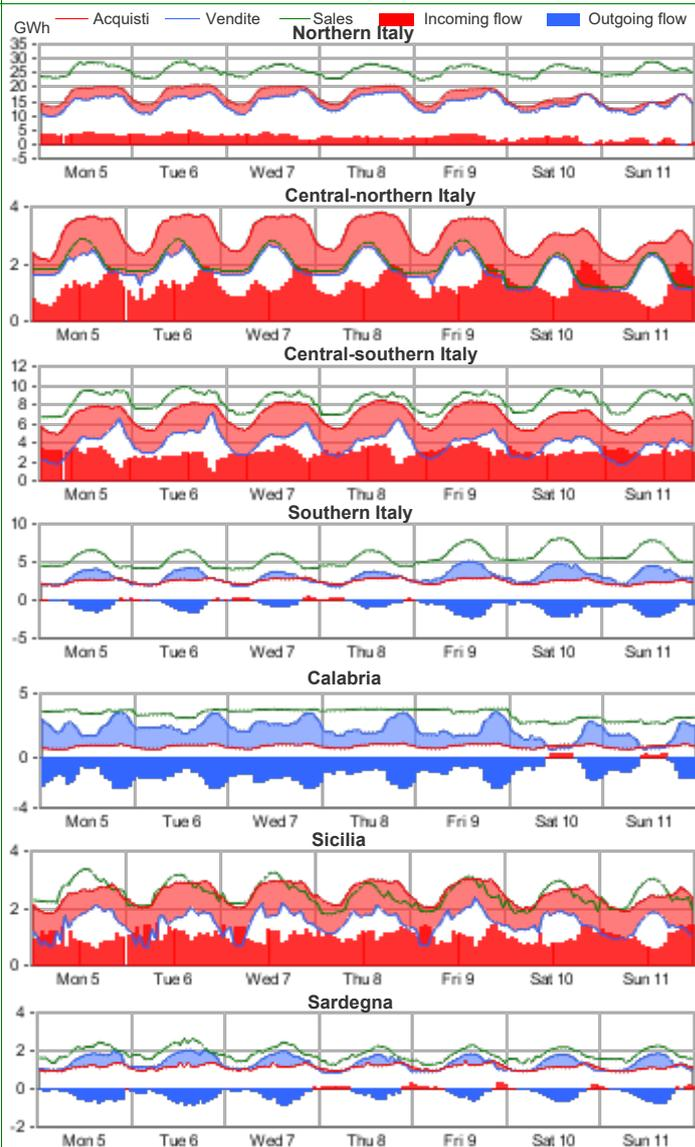 GWh Acquisti Vendite Sales Incoming flow Outgoing flow
Northern Italy
35
30
25
20
15
10
5
0
-5
Mon 5 Tue 6 Wed 7 Thu 8 Fri 9 Sat 10 Sun 11
Central-northern Italy
4
2
0
Mon 5 Tue 6 Wed 7 Thu 8 Fri 9 Sat 10 Sun 11
Central-southern Italy
12
10
8
6
4
2
0
Mon 5 Tue 6 Wed 7 Thu 8 Fri 9 Sat 10 Sun 11
Southern Italy
10
5
0
-5
Mon 5 Tue 6 Wed 7 Thu 8 Fri 9 Sat 10 Sun 11
Calabria
5
0
-4
Mon 5 Tue 6 Wed 7 Thu 8 Fri 9 Sat 10 Sun 11
Sicilia
4
2
0
Mon 5 Tue 6 Wed 7 Thu 8 Fri 9 Sat 10 Sun 11
Sardegna
4
2
0
-2
Mon 5 Tue 6 Wed 7 Thu 8 Fri 9 Sat 10 Sun 11